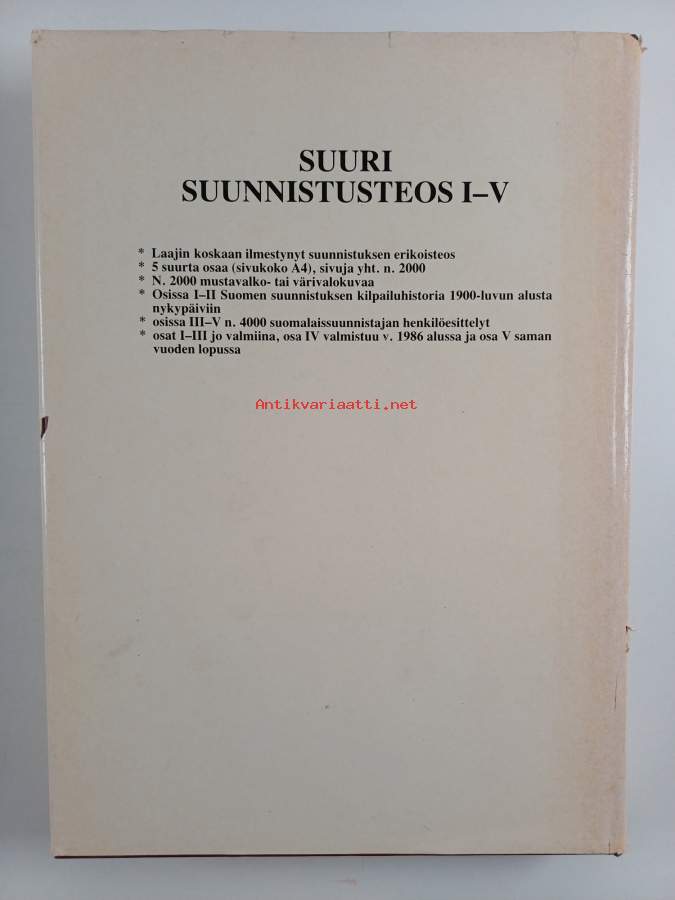 SUURI
SUUNNISTUSTEOS I–V
* Laajin koskaan ilmestynyt suunnistuksen erikoisteos
* 5 suurta osaa (sivukoko A4), sivuja yht. n. 2000
* N. 2000 mustavalko- tai värivalokuvaa
* Osissa I–II Suomen suunnistuksen kilpailuhistoria 1900-luvun alusta
nykypäiviin
* osissa III–V n. 4000 suomalaissuunnistajan henkilöesittelyt
* osat I–III jo valmiina, osa IV valmistuu v. 1986 alussa ja osa V saman
vuoden lopussa
Antikvariaatti.net